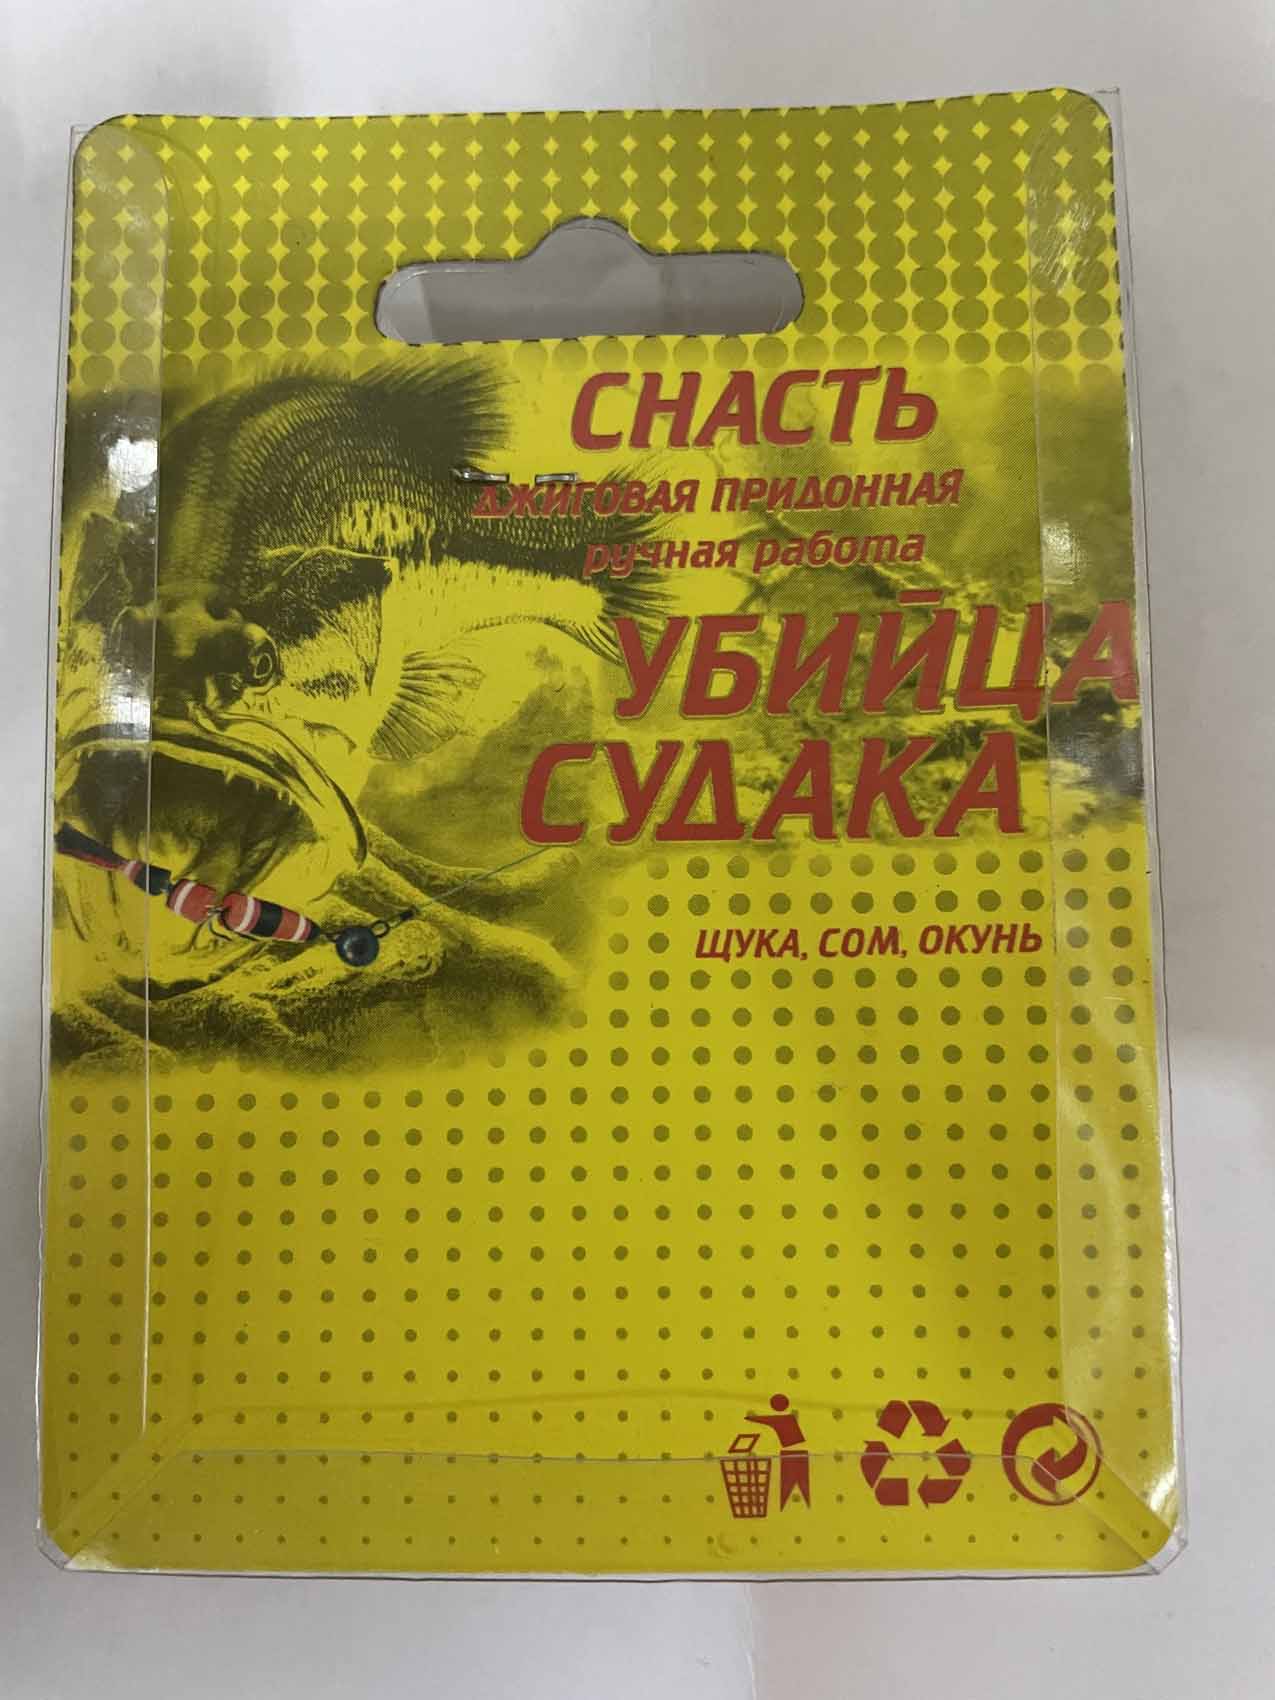 СНАСТЬ
ДЖИГОВАЯ ПРИДОННАЯ
ручная работа
УБИЙЦА
СУДАКА
ЩУКА, СОМ, ОКУНЬ